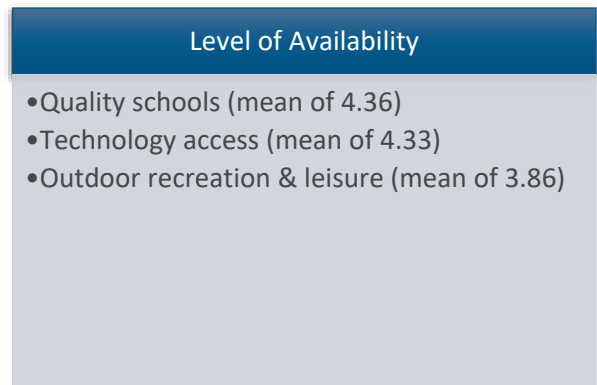 Level of Availability
•Quality schools (mean of 4.36)
•Technology access (mean of 4.33)
•Outdoor recreation & leisure (mean of 3.86)